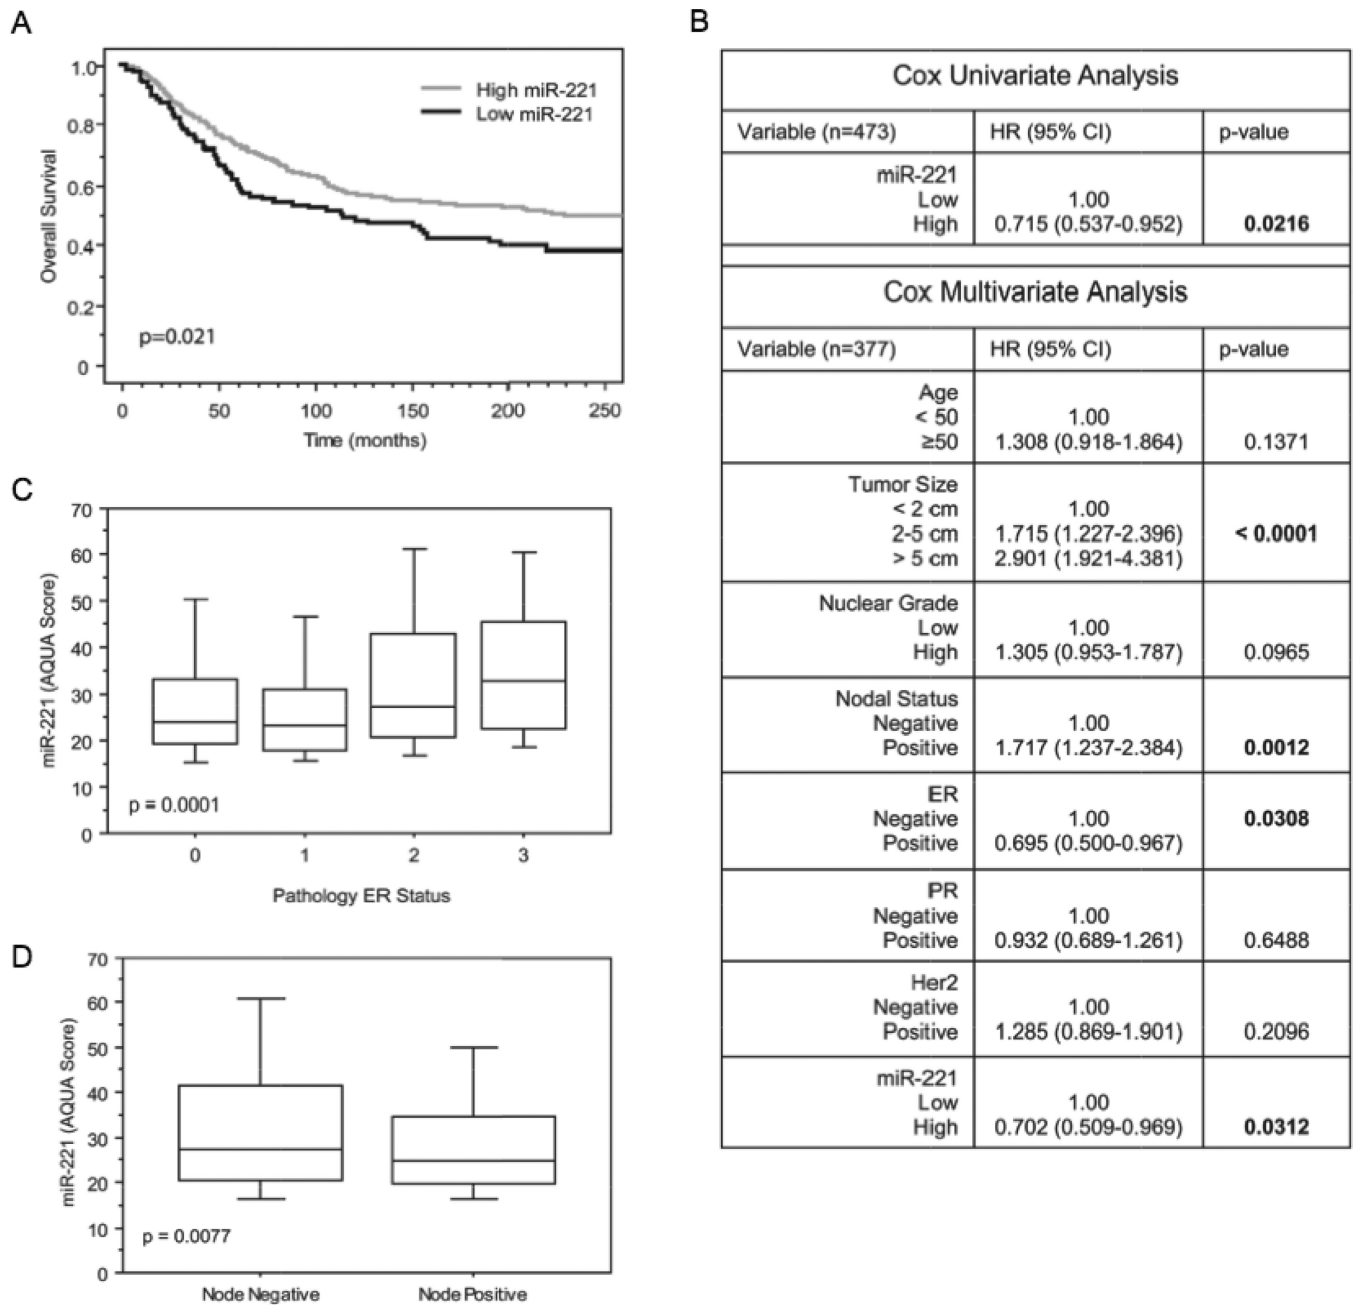 A
1.0
0.8
0.6
0.4
0.2
0
Overall Survival
High miR-221
Low miR-221
p=0.021
0 50 100 150 200 250
Time (months)
B
Cox Univariate Analysis
Variable (n=473) HR (95% CI) p-value
miR-221
Low 1.00
High 0.715 (0.537-0.952) 0.0216
Cox Multivariate Analysis
Variable (n=377) HR (95% CI) p-value
Age
< 50 1.00
≥50 1.308 (0.918-1.864) 0.1371
Tumor Size
< 2 cm 1.00
2-5 cm 1.715 (1.227-2.396) < 0.0001
> 5 cm 2.901 (1.921-4.381)
Nuclear Grade
Low 1.00
High 1.305 (0.953-1.787) 0.0965
Nodal Status
Negative 1.00
Positive 1.717 (1.237-2.384) 0.0012
ER
Negative 1.00 0.0308
Positive 0.695 (0.500-0.967)
PR
Negative 1.00
Positive 0.932 (0.689-1.261) 0.6488
Her2
Negative 1.00
Positive 1.285 (0.869-1.901) 0.2096
miR-221
Low 1.00
High 0.702 (0.509-0.969) 0.0312
C
70
60
50
40
30
20
10
0
miR-221 (AQUA Score)
p = 0.0001
0 1 2 3
Pathology ER Status
D
70
60
50
40
30
20
10
0
miR-221 (AQUA Score)
p = 0.0077
Node Negative Node Positive